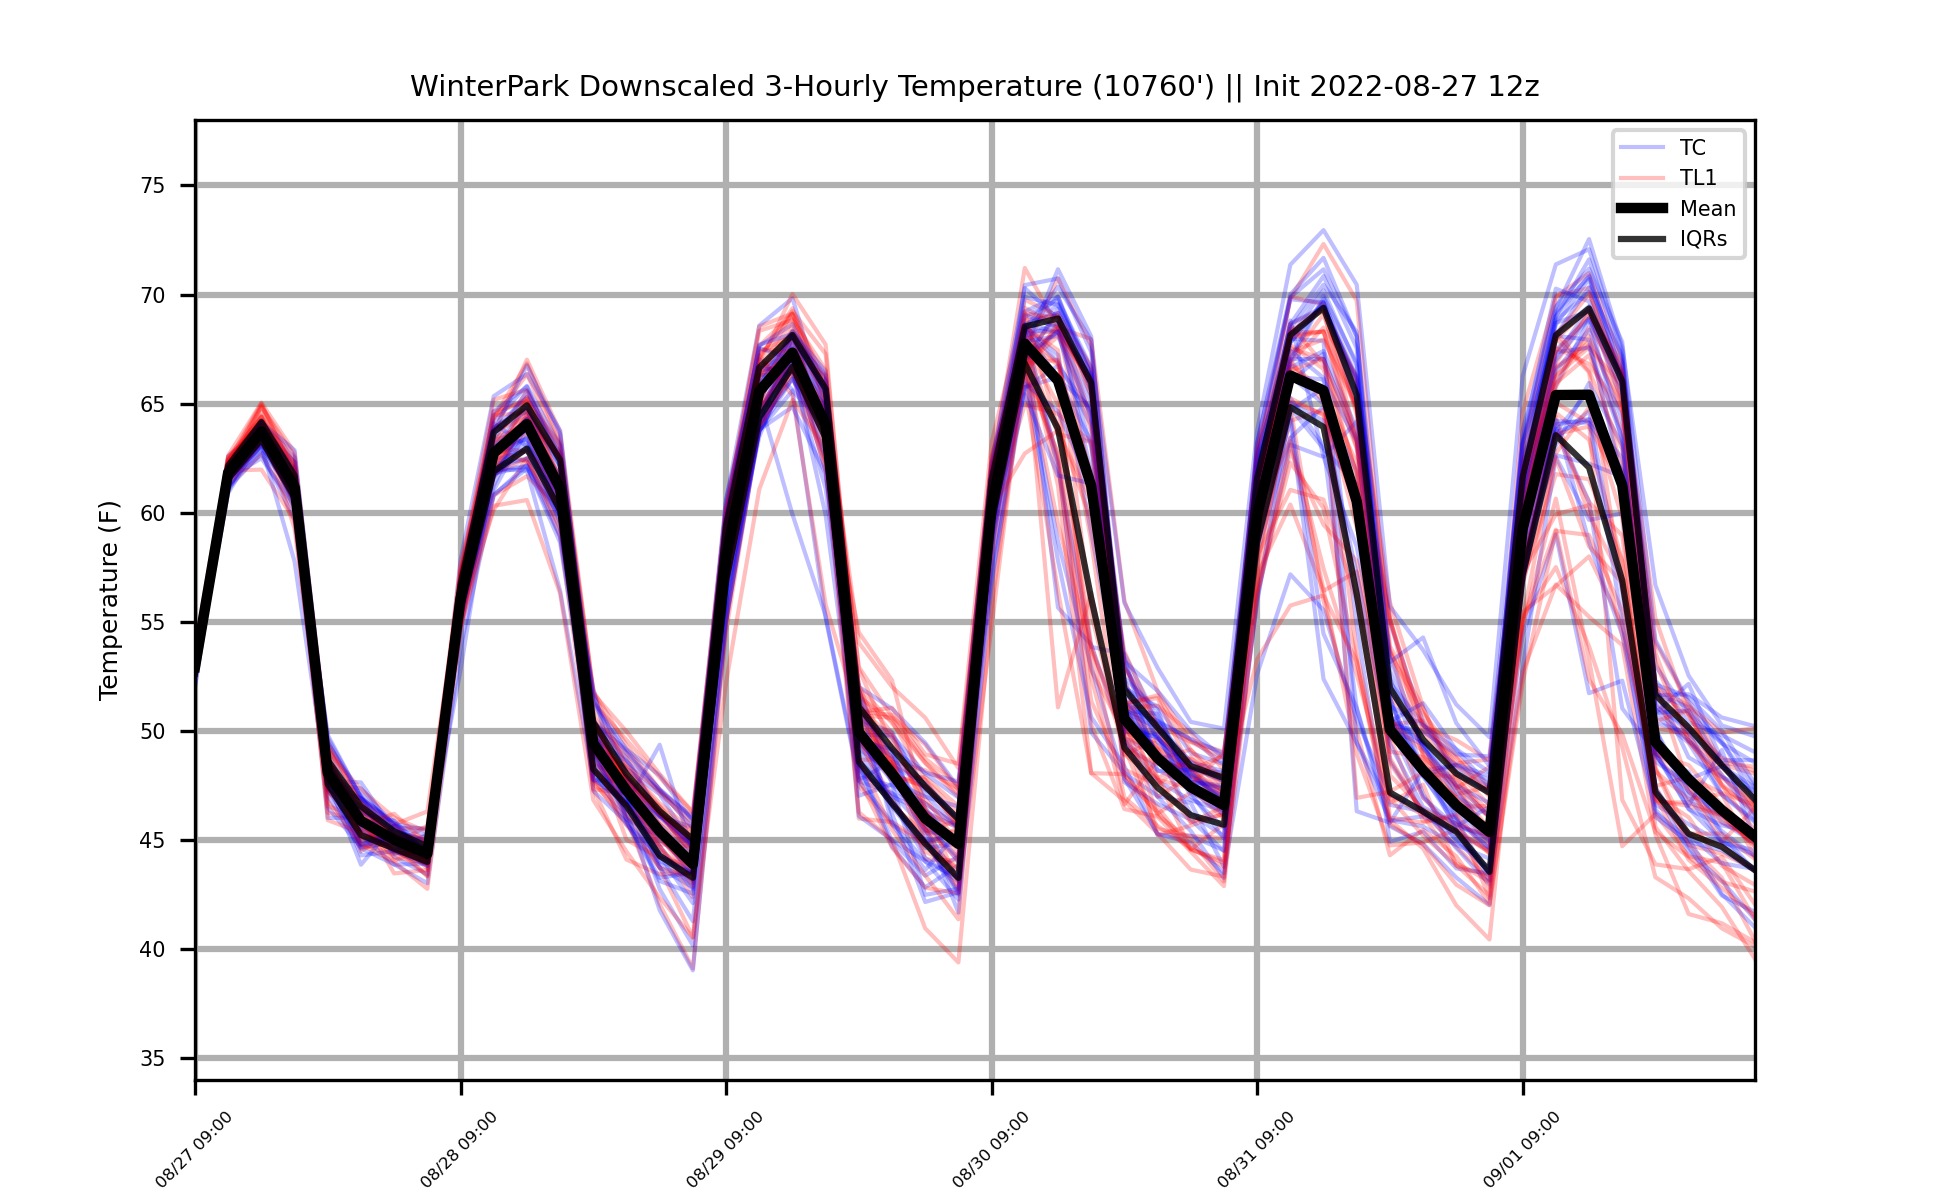 WinterPark Downscaled 3-Hourly Temperature (10760') || Init 2022-08-27 12z
TC
TL1
Mean
IQRs
Temperature (F)
75
70
65
60
55
50
45
40
35
08/27 09:00
08/28 09:00
08/29 09:00
08/30 09:00
08/31 09:00
09/01 09:00